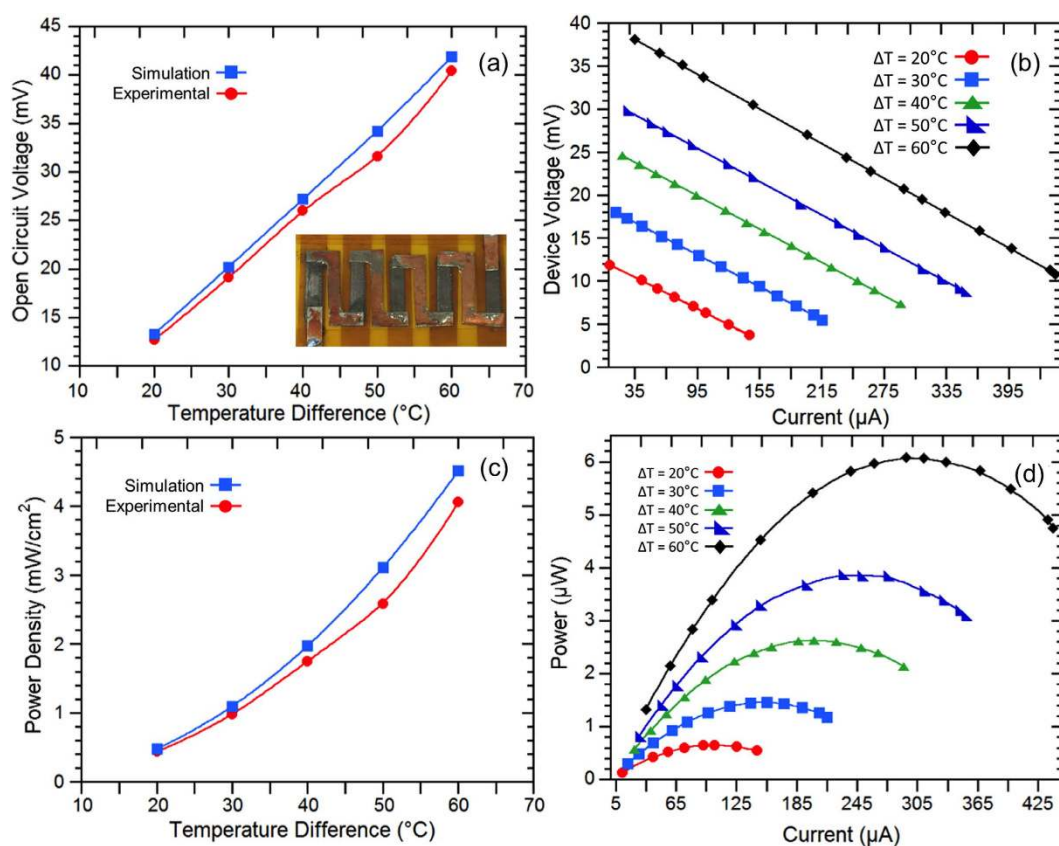 45
40
35
30
25
20
15
10
Open Circuit Voltage (mV)
Simulation
Experimental
(a)
10 20 30 40 50 60 70
Temperature Difference (°C)
40
35
30
25
20
15
10
5
0
Device Voltage (mV)
(b)
ΔT = 20°C
ΔT = 30°C
ΔT = 40°C
ΔT = 50°C
ΔT = 60°C
35 95 155 215 275 335 395
Current (µA)
5
4
3
2
1
0
Power Density (mW/cm²)
Simulation
Experimental
(c)
10 20 30 40 50 60 70
Temperature Difference (°C)
6
5
4
3
2
1
0
Power (µW)
ΔT = 20°C
ΔT = 30°C
ΔT = 40°C
ΔT = 50°C
ΔT = 60°C
(d)
5 65 125 185 245 305 365 425
Current (µA)